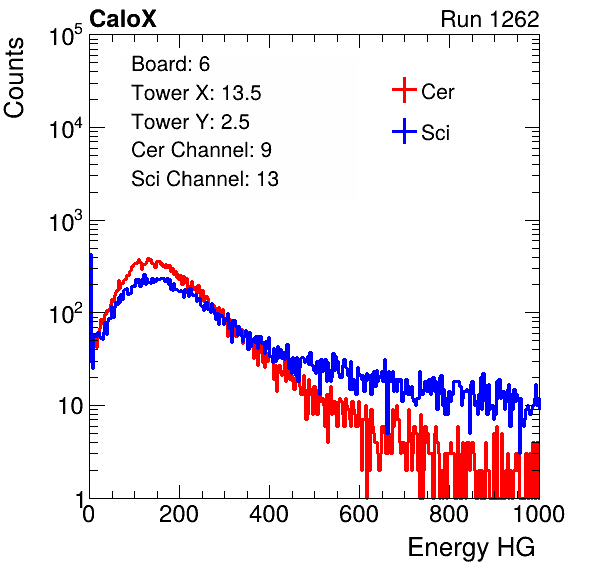 CaloX Run 1262
Counts
Board: 6
Tower X: 13.5
Tower Y: 2.5
Cer Channel: 9
Sci Channel: 13
Cer
Sci
10^5
10^4
10^3
10^2
10
1
0 200 400 600 800 1000
Energy HG